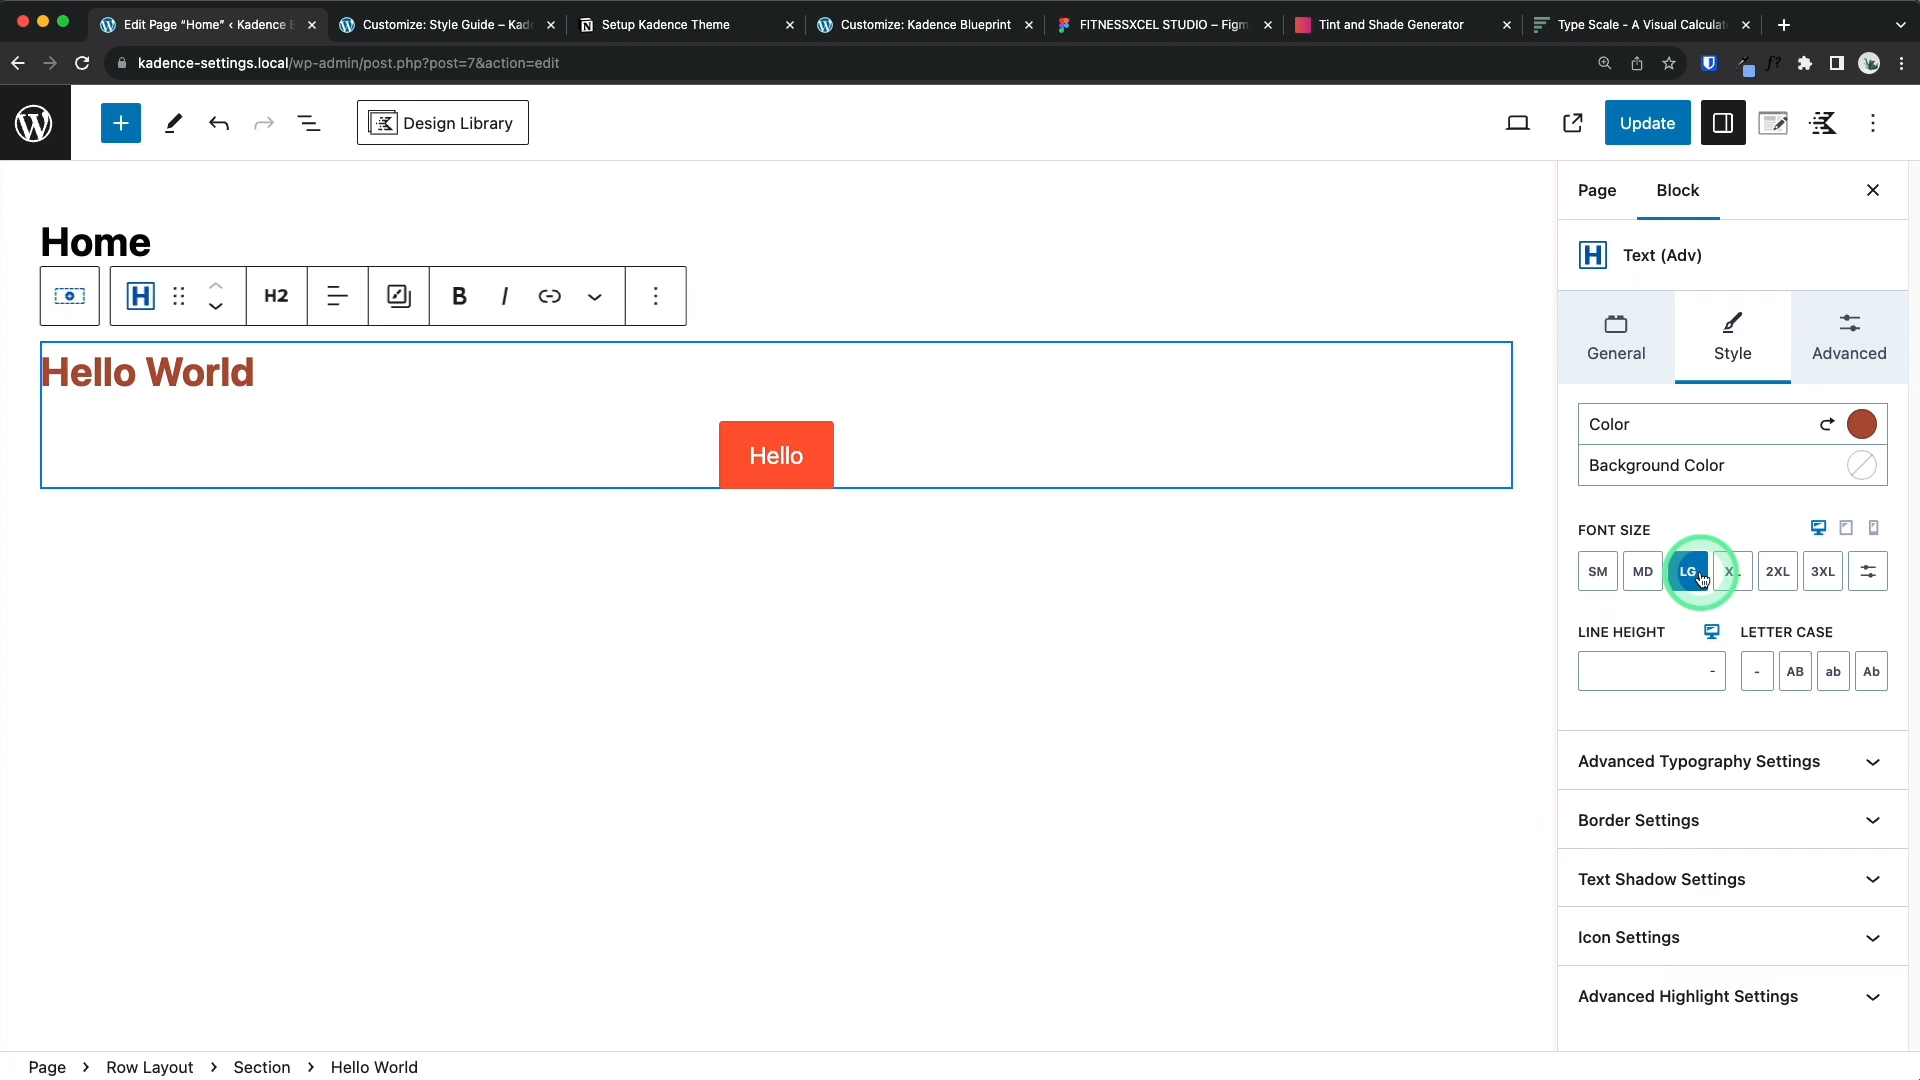 Edit Page “Home” ‹ Kadence B
Customize: Style Guide – Kad
Setup Kadence Theme
Customize: Kadence Blueprint
FITNESSXCEL STUDIO – Figm
Tint and Shade Generator
Type Scale - A Visual Calculat
kadence-settings.local/wp-admin/post.php?post=7&action=edit
f?
Design Library
Update
Page
Block
Home
Text (Adv)
H2
B
I
General
Style
Advanced
Hello World
Color
Hello
Background Color
FONT SIZE
SM
MD
LG
XL
2XL
3XL
LINE HEIGHT
LETTER CASE
-
-
AB
ab
Ab
Advanced Typography Settings
Border Settings
Text Shadow Settings
Icon Settings
Advanced Highlight Settings
Page › Row Layout › Section › Hello World